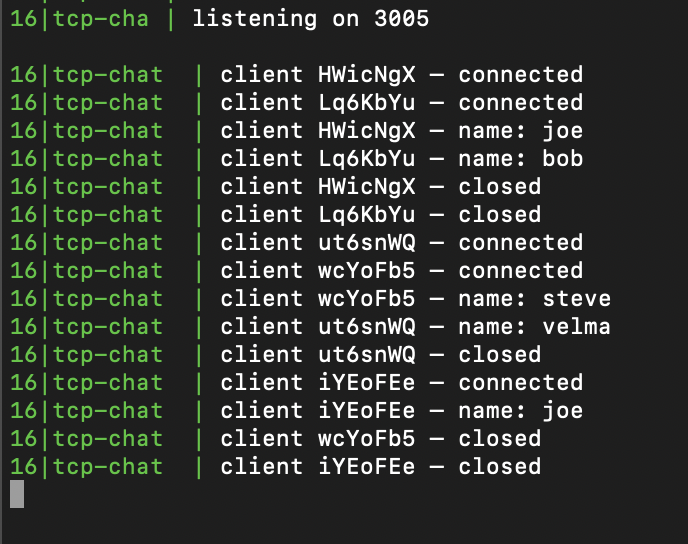 16|tcp-cha | listening on 3005
16|tcp-chat  | client HWicNgX – connected
16|tcp-chat  | client Lq6KbYu – connected
16|tcp-chat  | client HWicNgX – name: joe
16|tcp-chat  | client Lq6KbYu – name: bob
16|tcp-chat  | client HWicNgX – closed
16|tcp-chat  | client Lq6KbYu – closed
16|tcp-chat  | client ut6snWQ – connected
16|tcp-chat  | client wcYoFb5 – connected
16|tcp-chat  | client wcYoFb5 – name: steve
16|tcp-chat  | client ut6snWQ – name: velma
16|tcp-chat  | client ut6snWQ – closed
16|tcp-chat  | client iYEoFEe – connected
16|tcp-chat  | client iYEoFEe – name: joe
16|tcp-chat  | client wcYoFb5 – closed
16|tcp-chat  | client iYEoFEe – closed